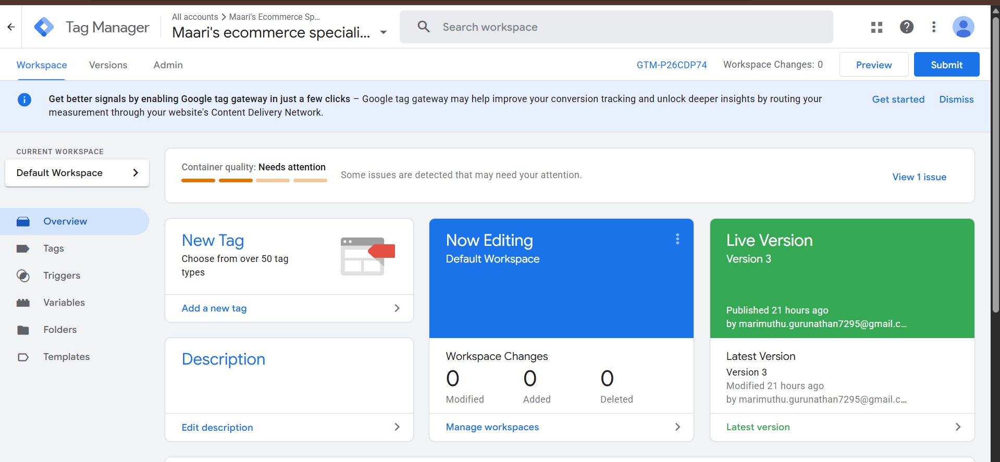 Tag Manager
All accounts > Maari's Ecommerce Sp...
Maari's ecommerce speciali...
Search workspace
Workspace
Versions
Admin
GTM-P26CDP74
Workspace Changes: 0
Preview
Submit
Get better signals by enabling Google tag gateway in just a few clicks – Google tag gateway may help improve your conversion tracking and unlock deeper insights by routing your
measurement through your website's Content Delivery Network.
Get started
Dismiss
CURRENT WORKSPACE
Default Workspace
Overview
Tags
Triggers
Variables
Folders
Templates
Container quality: Needs attention
Some issues are detected that may need your attention.
View 1 issue
New Tag
Choose from over 50 tag
types
Add a new tag
Description
Edit description
Now Editing
Default Workspace
Workspace Changes
0 0 0
Modified Added Deleted
Manage workspaces
Live Version
Version 3
Published 21 hours ago
by marimuthu.gurunathan7295@gmail.c...
Latest Version
Version 3
Modified 21 hours ago
by marimuthu.gurunathan7295@gmail.c...
Latest version